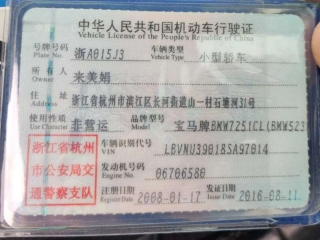 中华人民共和国机动车行驶证
Vehicle License of the People's Republic of China
号牌号码 Plate No. 浙A015J3 车辆类型 Vehicle Type 小型轿车
所有人 Owner 来美娟
住址 Address 浙江省杭州市滨江区长河街道山一村石塘河31号
使用性质 Use Character 非营运 品牌型号 Model 宝马牌BMW7251CL(BMW523
浙江省杭州市公安局交通警察支队
车辆识别代号 VIN LBVNU39018SA97014
发动机号码 Engine No. 06706580
注册日期 Register Date 2008-01-17 发证日期 Issue Date 2016-08-11